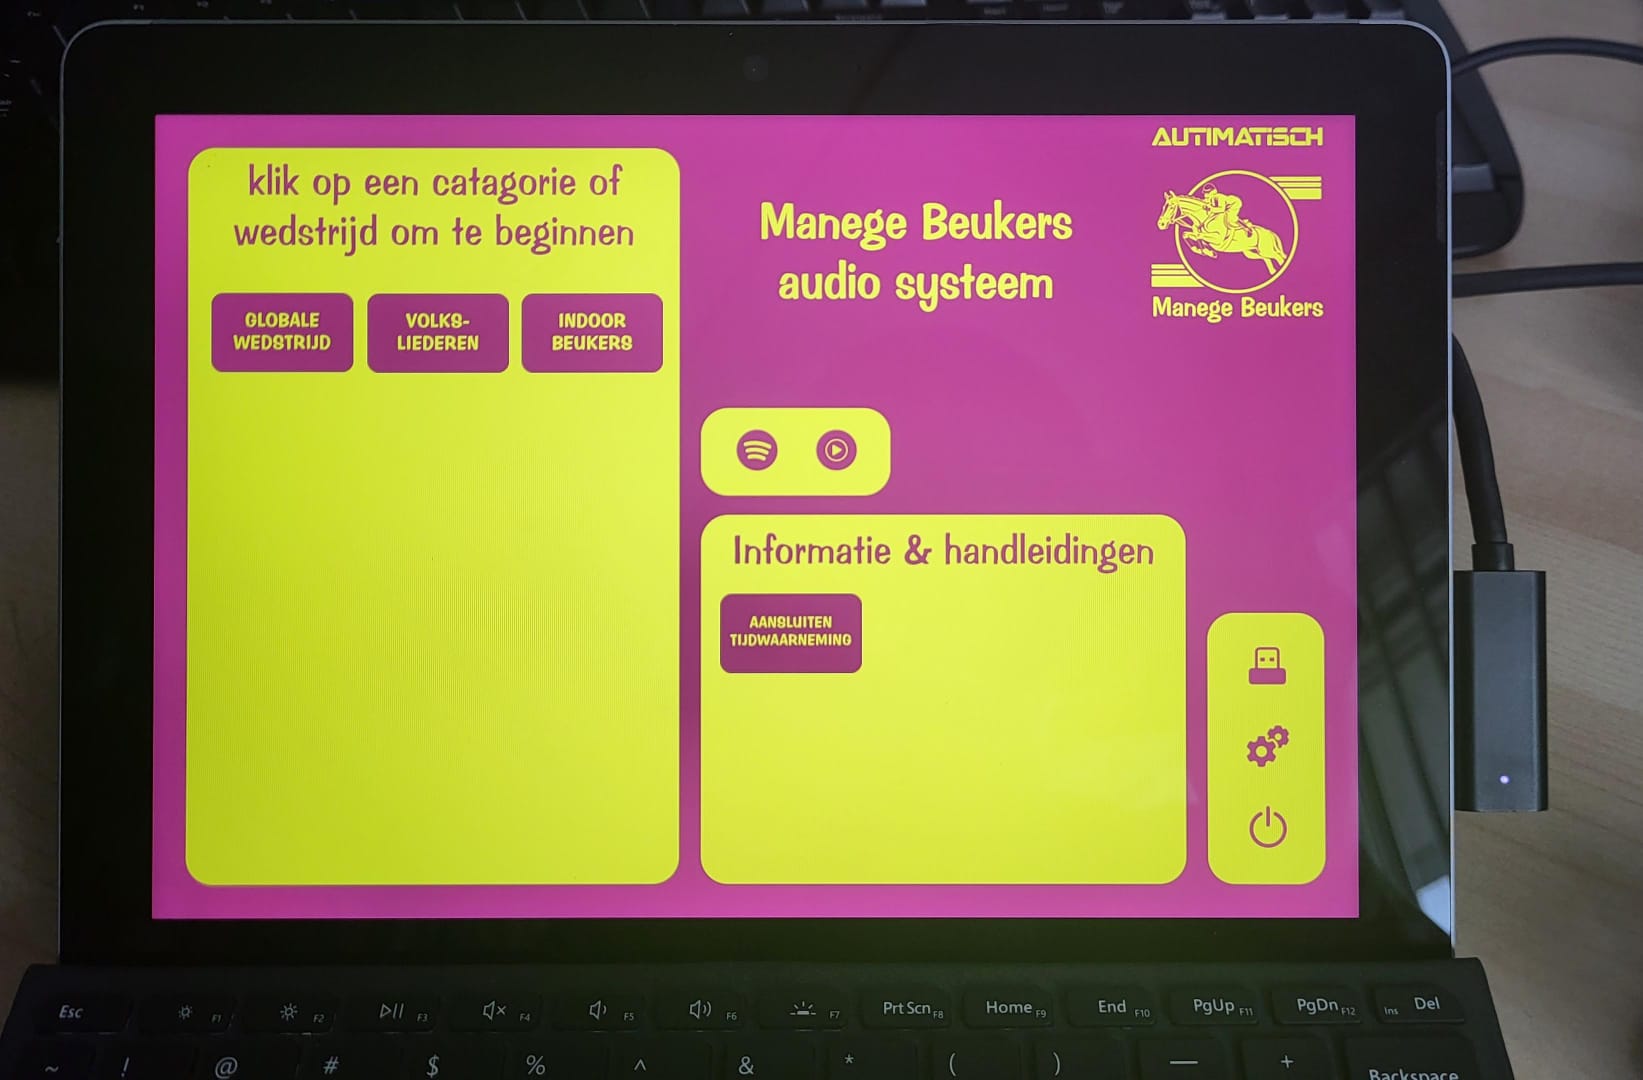 klik op een catagorie of
wedstrijd om te beginnen
GLOBALE
WEDSTRIJD
VOLKS-
LIEDEREN
INDOOR
BEUKERS
Manege Beukers
audio systeem
AUTIMATISCH
Manege Beukers
Informatie & handleidingen
AANSLUITEN
TIJDWAARNEMING
Esc F1 F2 F3 F4 F5 F6 F7 Prt Scn F8 Home F9 End F10 PgUp F11 PgDn F12 Ins Del
~ ! @ # $ % ^ & * ( ) — + Backspace